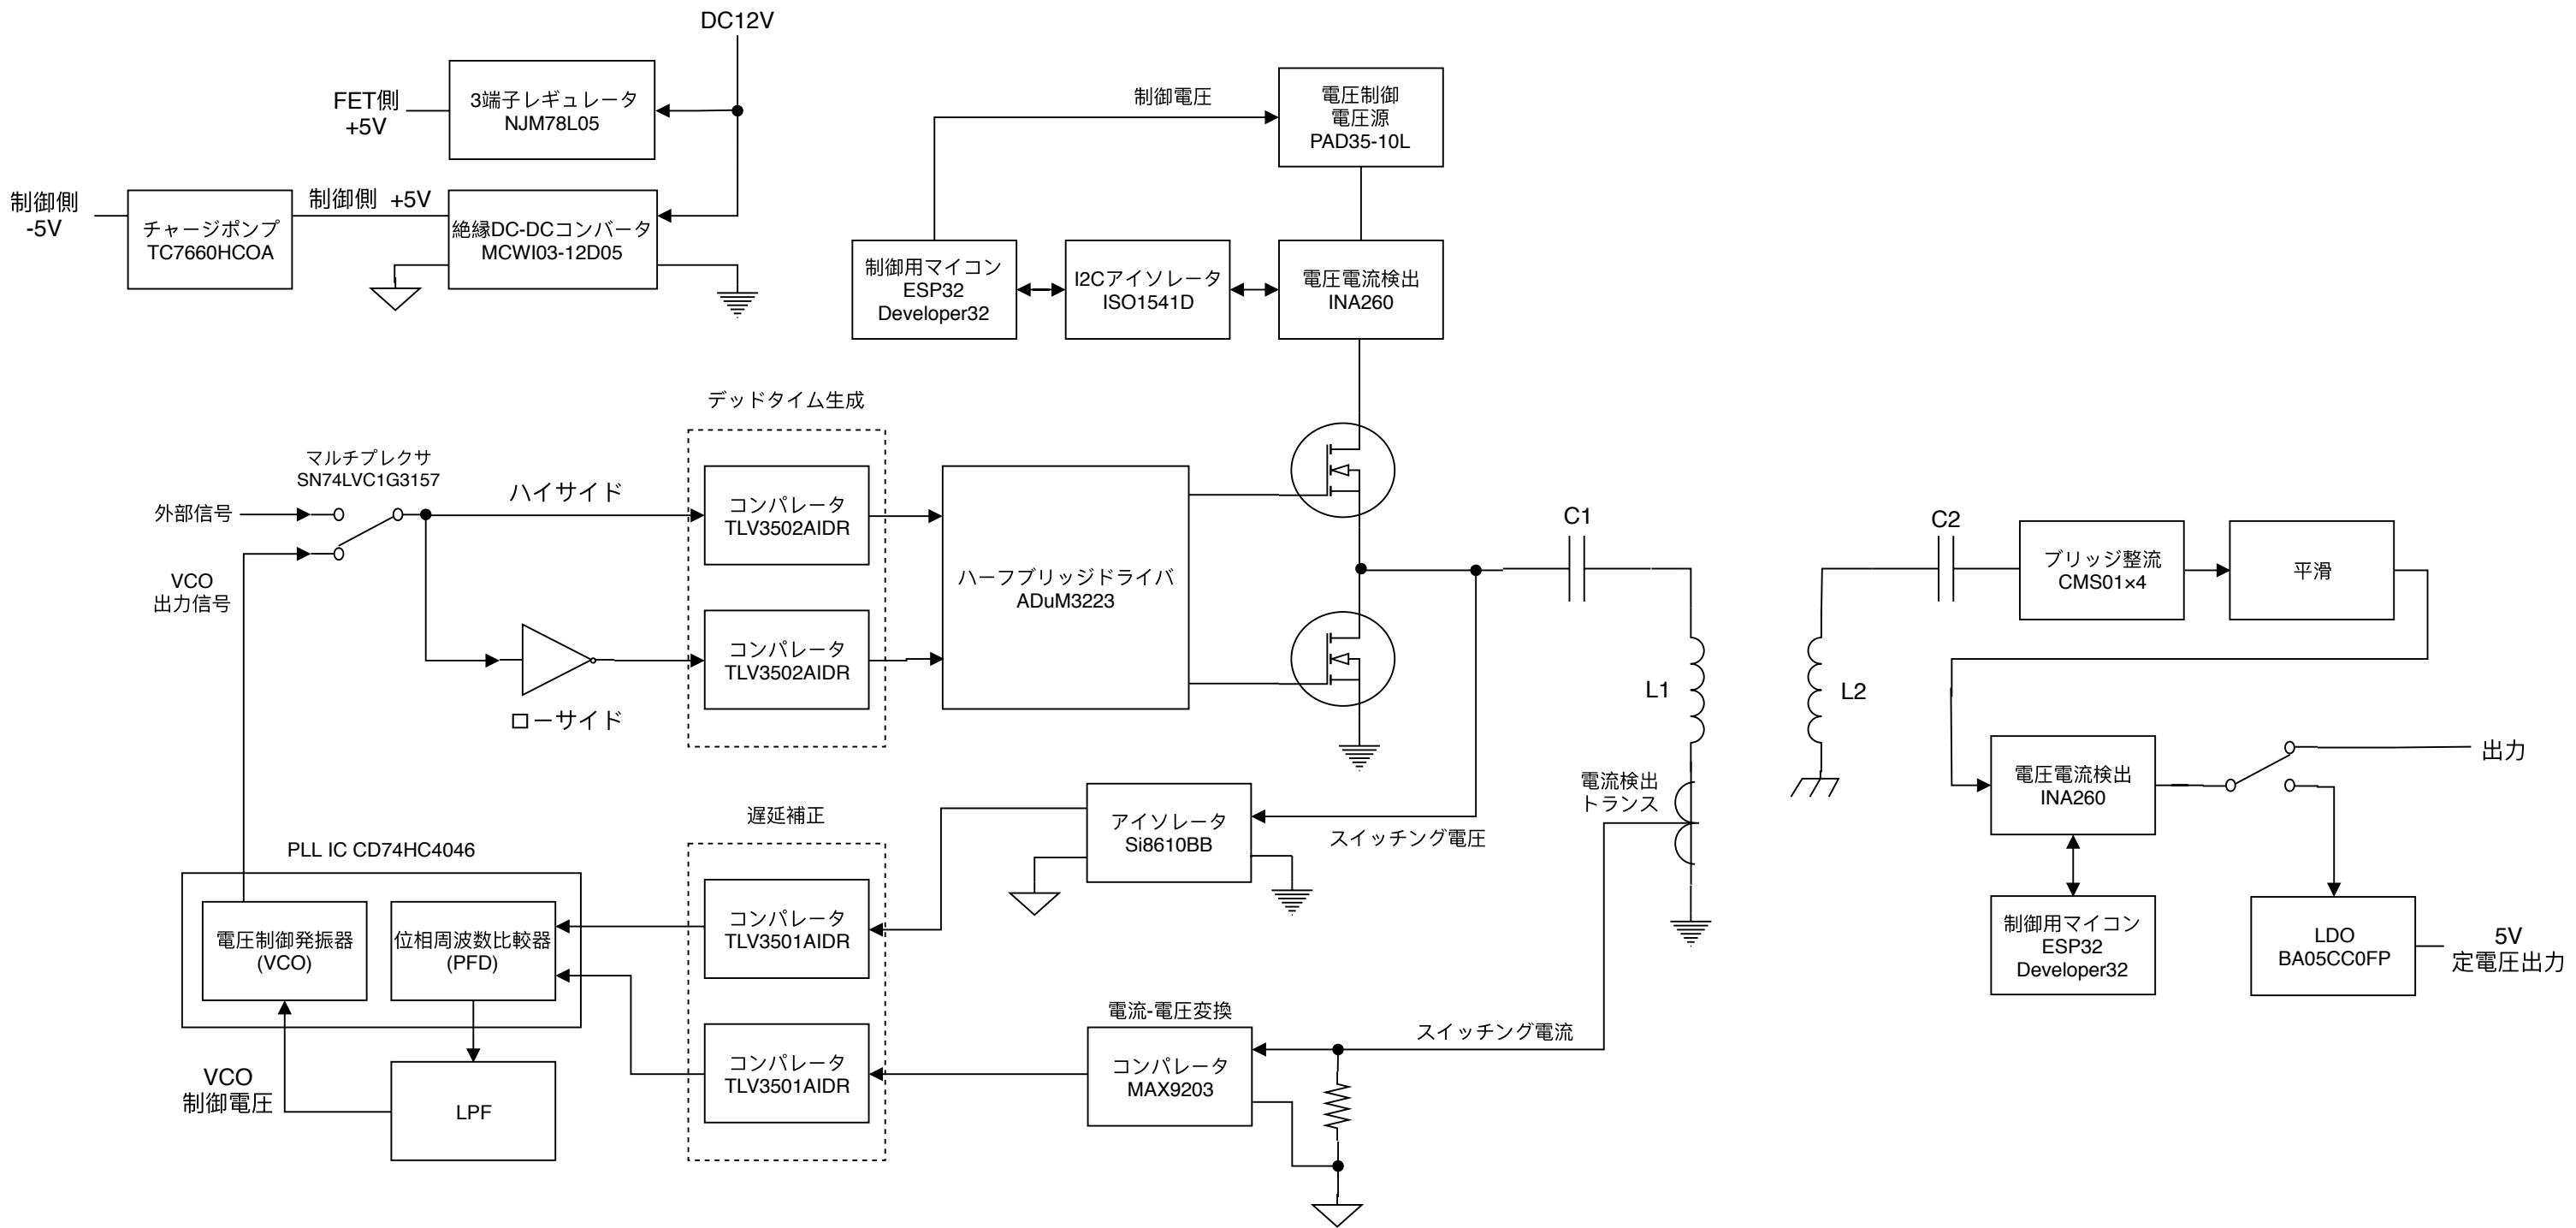 DC12V
FET側
+5V
3端子レギュレータ
NJM78L05
制御側
-5V
チャージポンプ
TC7660HCOA
制御側 +5V
絶縁DC-DCコンバータ
MCWI03-12D05
制御電圧
電圧制御
電圧源
PAD35-10L
制御用マイコン
ESP32
Developer32
I2Cアイソレータ
ISO1541D
電圧電流検出
INA260
デッドタイム生成
マルチプレクサ
SN74LVC1G3157
外部信号
VCO
出力信号
ハイサイド
ローサイド
コンパレータ
TLV3502AIDR
コンパレータ
TLV3502AIDR
ハーフブリッジドライバ
ADuM3223
C1
L1
L2
C2
ブリッジ整流
CMS01×4
平滑
電流検出
トランス
電圧電流検出
INA260
出力
制御用マイコン
ESP32
Developer32
LDO
BA05CC0FP
5V
定電圧出力
アイソレータ
Si8610BB
スイッチング電圧
遅延補正
PLL IC CD74HC4046
電圧制御発振器
(VCO)
位相周波数比較器
(PFD)
コンパレータ
TLV3501AIDR
コンパレータ
TLV3501AIDR
電流-電圧変換
コンパレータ
MAX9203
スイッチング電流
VCO
制御電圧
LPF